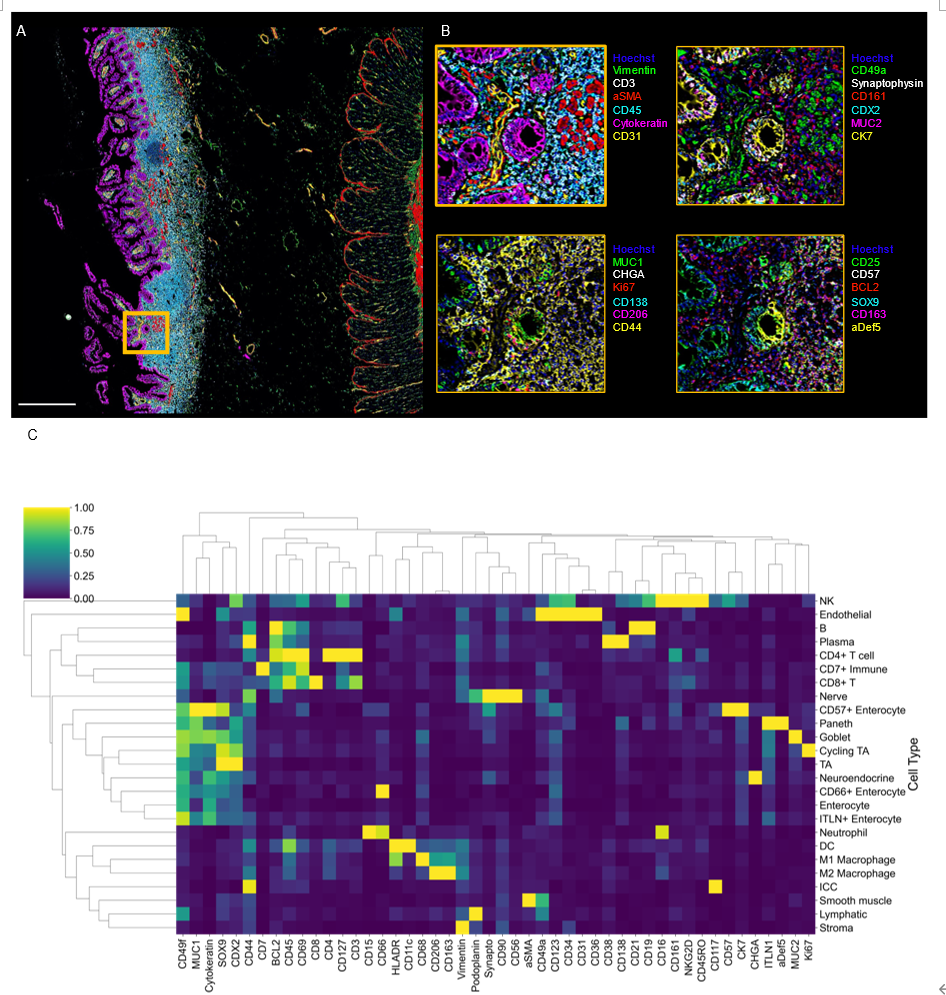 A
B
Hoechst
Vimentin
CD3
aSMA
CD45
Cytokeratin
CD31
Hoechst
CD49a
Synaptophysin
CD161
CDX2
MUC2
CK7
Hoechst
MUC1
CHGA
Ki67
CD138
CD206
CD44
Hoechst
CD25
CD57
BCL2
SOX9
CD163
aDef5
C
1.00
0.75
0.50
0.25
0.00
NK
Endothelial
B
Plasma
CD4+ T cell
CD7+ Immune
CD8+ T
Nerve
CD57+ Enterocyte
Paneth
Goblet
Cycling TA
TA
Neuroendocrine
CD66+ Enterocyte
Enterocyte
ITLN+ Enterocyte
Neutrophil
DC
M1 Macrophage
M2 Macrophage
ICC
Smooth muscle
Lymphatic
Stroma
Cell Type
CD49f
MUC1
Cytokeratin
SOX9
CDX2
CD44
CD7
BCL2
CD45
CD69
CD8
CD4
CD127
CD3
CD15
CD66
HLADR
CD11c
CD68
CD206
CD163
Vimentin
Podoplanin
Synapto
CD90
CD56
aSMA
CD49a
CD123
CD34
CD31
CD36
CD38
CD138
CD21
CD19
CD16
CD161
NKG2D
CD45RO
CD117
CD57
CK7
CHGA
ITLN1
aDef5
MUC2
Ki67